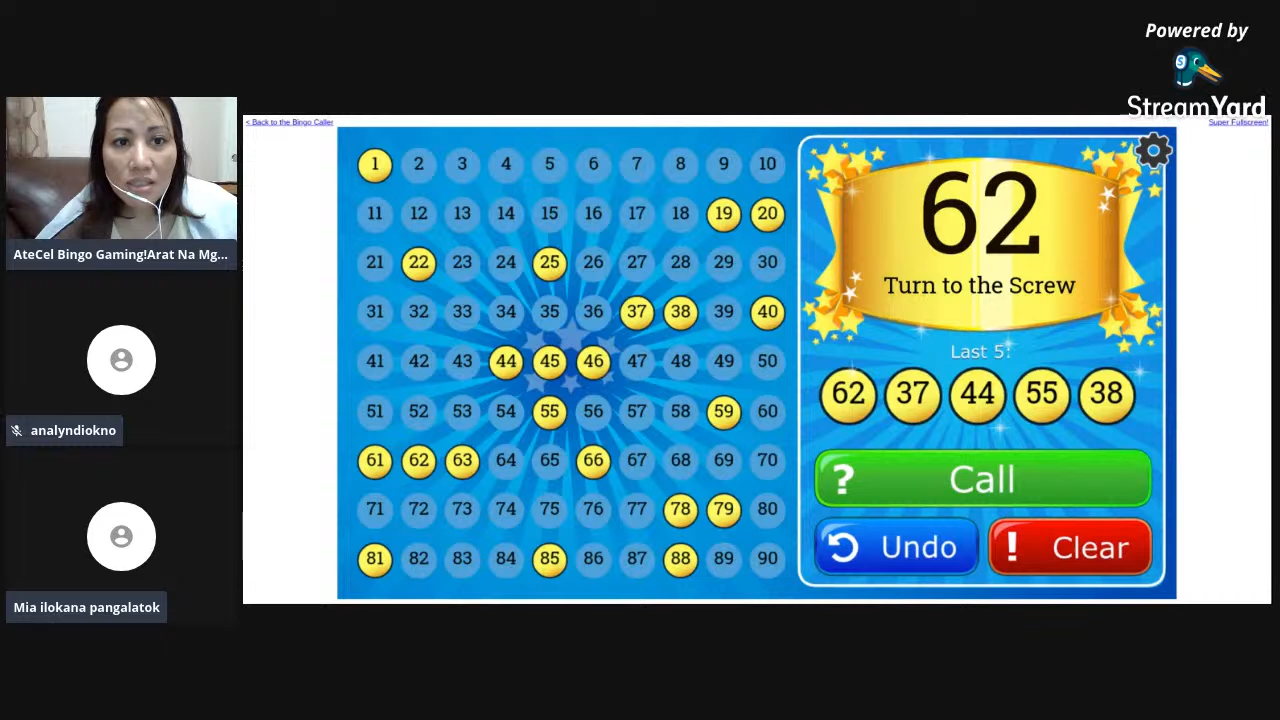 Powered by
StreamYard
< Back to the Bingo Caller
Super Fullscreen!
1 2 3 4 5 6 7 8 9 10
11 12 13 14 15 16 17 18 19 20
21 22 23 24 25 26 27 28 29 30
31 32 33 34 35 36 37 38 39 40
41 42 43 44 45 46 47 48 49 50
51 52 53 54 55 56 57 58 59 60
61 62 63 64 65 66 67 68 69 70
71 72 73 74 75 76 77 78 79 80
81 82 83 84 85 86 87 88 89 90
62
Turn to the Screw
Last 5:
62 37 44 55 38
? Call
Undo
! Clear
AteCel Bingo Gaming!Arat Na Mg...
analyndiokno
Mia ilokana pangalatok